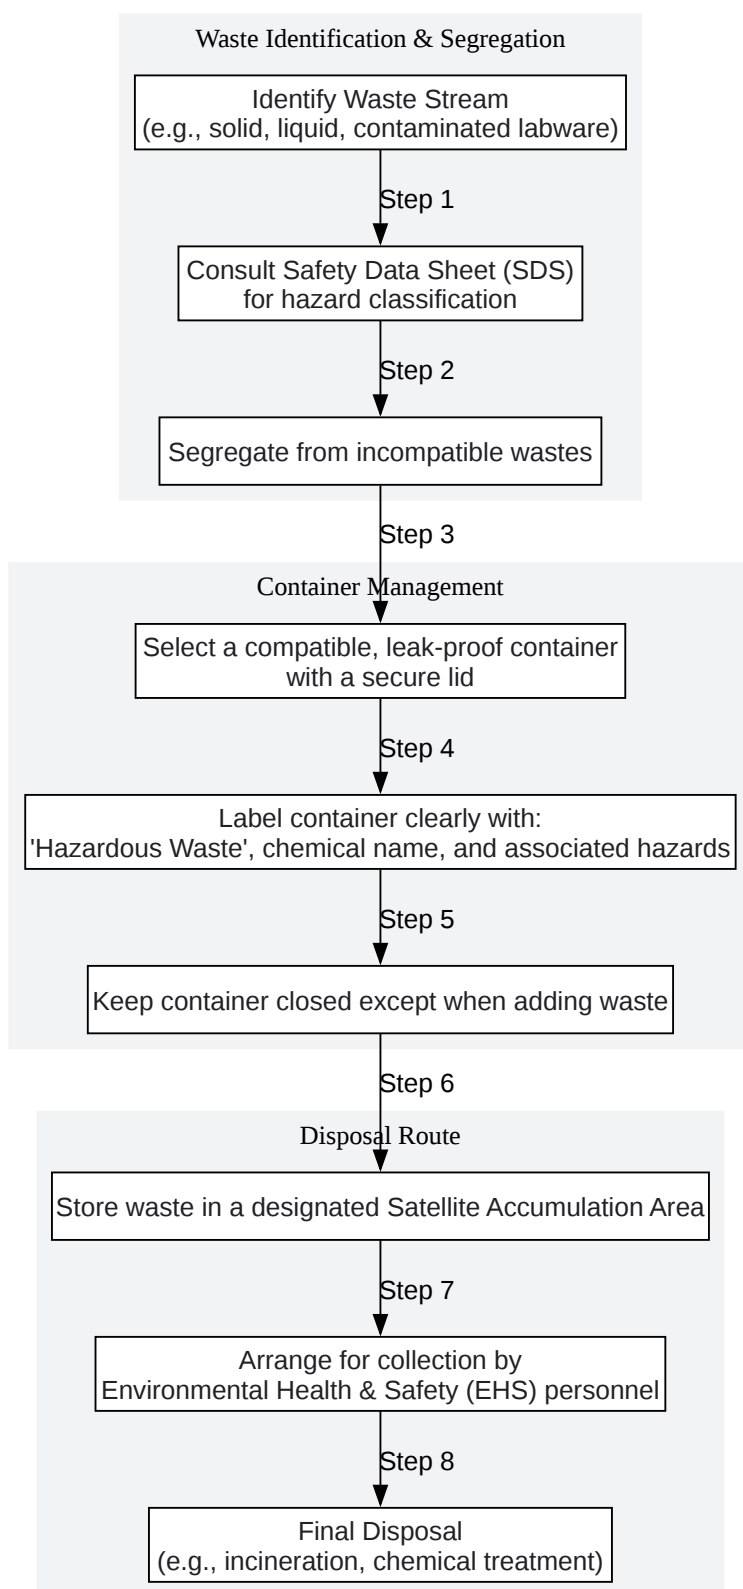 Waste Identification & Segregation
Identify Waste Stream
(e.g., solid, liquid, contaminated labware)
Step 1
Consult Safety Data Sheet (SDS)
for hazard classification
Step 2
Segregate from incompatible wastes
Step 3
Container Management
Select a compatible, leak-proof container
with a secure lid
Step 4
Label container clearly with:
'Hazardous Waste', chemical name, and associated hazards
Step 5
Keep container closed except when adding waste
Step 6
Disposal Route
Store waste in a designated Satellite Accumulation Area
Step 7
Arrange for collection by
Environmental Health & Safety (EHS) personnel
Step 8
Final Disposal
(e.g., incineration, chemical treatment)